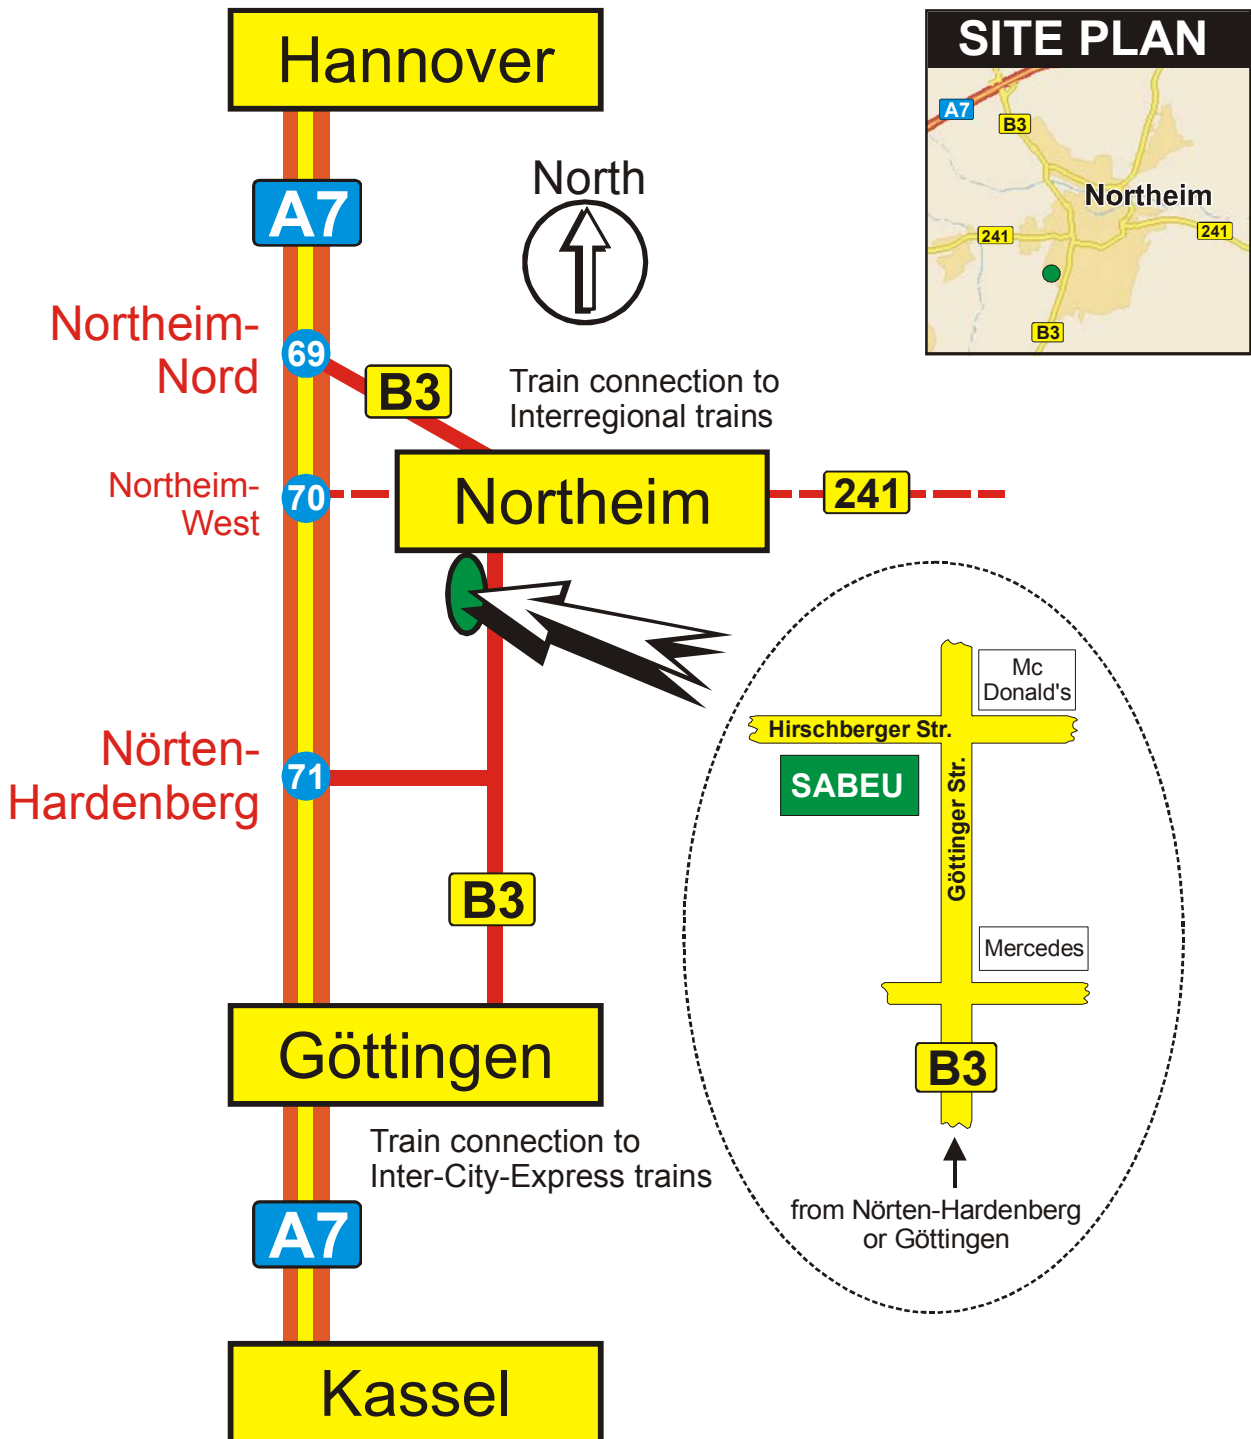 Hannover
A7
North
Northeim-
Nord
69
B3
Train connection to
Interregional trains
Northeim-
West
70
Northeim
241
Nörten-
Hardenberg
71
B3
Göttingen
Train connection to
Inter-City-Express trains
A7
Kassel
SITE PLAN
A7
B3
Northeim
241
241
B3
Mc
Donald's
Hirschberger Str.
SABEU
Göttinger Str.
Mercedes
B3
from Nörten-Hardenberg
or Göttingen